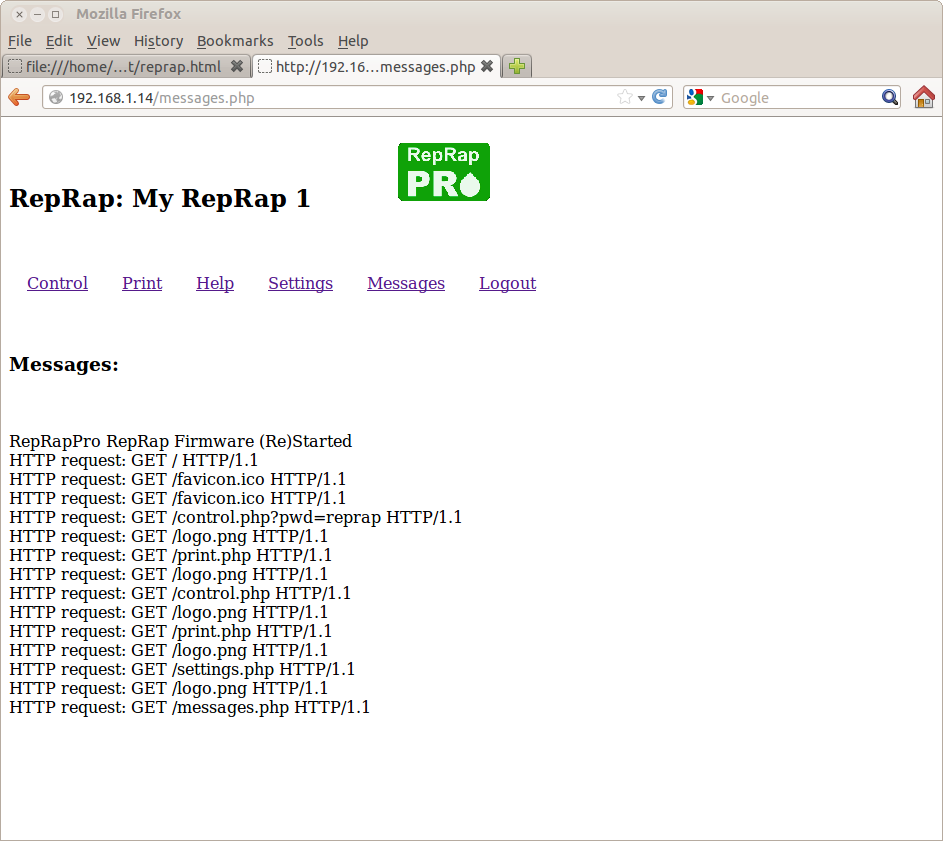 Mozilla Firefox
File Edit View History Bookmarks Tools Help
file:///home/...t/reprap.html http://192.16...messages.php
192.168.1.14/messages.php Google
RepRap
PRO
RepRap: My RepRap 1
Control Print Help Settings Messages Logout
Messages:
RepRapPro RepRap Firmware (Re)Started
HTTP request: GET / HTTP/1.1
HTTP request: GET /favicon.ico HTTP/1.1
HTTP request: GET /favicon.ico HTTP/1.1
HTTP request: GET /control.php?pwd=reprap HTTP/1.1
HTTP request: GET /logo.png HTTP/1.1
HTTP request: GET /print.php HTTP/1.1
HTTP request: GET /logo.png HTTP/1.1
HTTP request: GET /control.php HTTP/1.1
HTTP request: GET /logo.png HTTP/1.1
HTTP request: GET /print.php HTTP/1.1
HTTP request: GET /logo.png HTTP/1.1
HTTP request: GET /settings.php HTTP/1.1
HTTP request: GET /logo.png HTTP/1.1
HTTP request: GET /messages.php HTTP/1.1